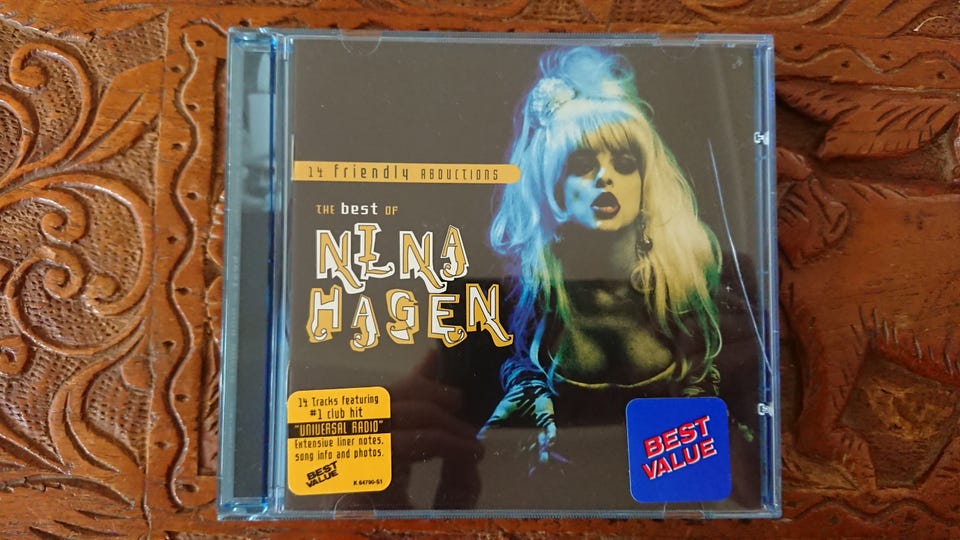 14 friendly ABDUCTIONS
THE best OF
NINA
HAGEN
14 Tracks featuring
#1 club hit
"UNIVERSAL RADIO"
Extensive liner notes,
song info and photos.
BEST
VALUE
K 64790-S1
BEST
VALUE